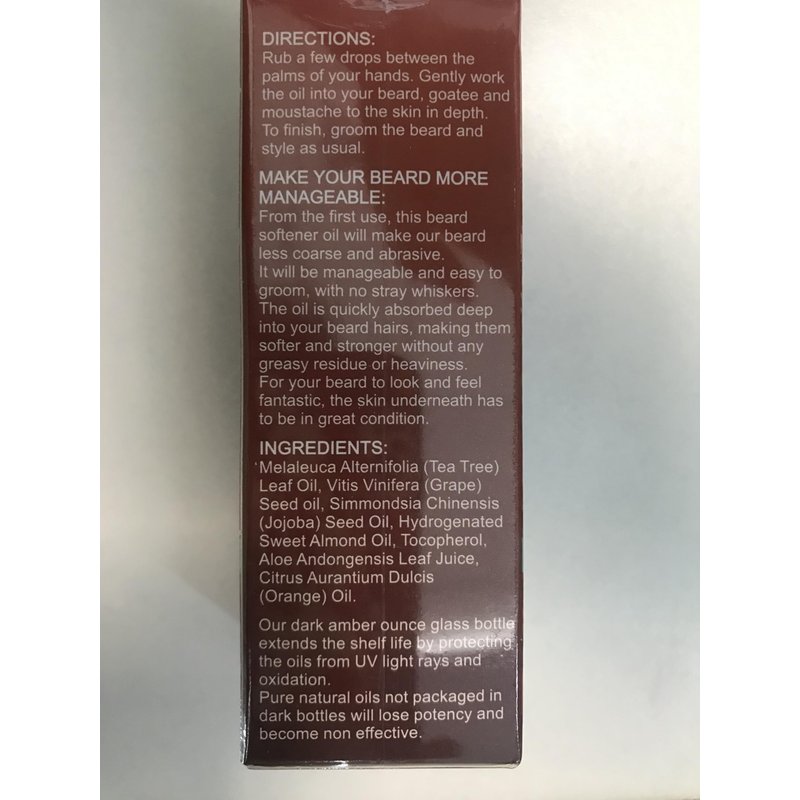 DIRECTIONS:
Rub a few drops between the
palms of your hands. Gently work
the oil into your beard, goatee and
moustache to the skin in depth.
To finish, groom the beard and
style as usual.
MAKE YOUR BEARD MORE
MANAGEABLE:
From the first use, this beard
softener oil will make our beard
less coarse and abrasive.
It will be manageable and easy to
groom, with no stray whiskers.
The oil is quickly absorbed deep
into your beard hairs, making them
softer and stronger without any
greasy residue or heaviness.
For your beard to look and feel
fantastic, the skin underneath has
to be in great condition.
INGREDIENTS:
Melaleuca Alternifolia (Tea Tree)
Leaf Oil, Vitis Vinifera (Grape)
Seed oil, Simmondsia Chinensis
(Jojoba) Seed Oil, Hydrogenated
Sweet Almond Oil, Tocopherol,
Aloe Andongensis Leaf Juice,
Citrus Aurantium Dulcis
(Orange) Oil.
Our dark amber ounce glass bottle
extends the shelf life by protecting
the oils from UV light rays and
oxidation.
Pure natural oils not packaged in
dark bottles will lose potency and
become non effective.